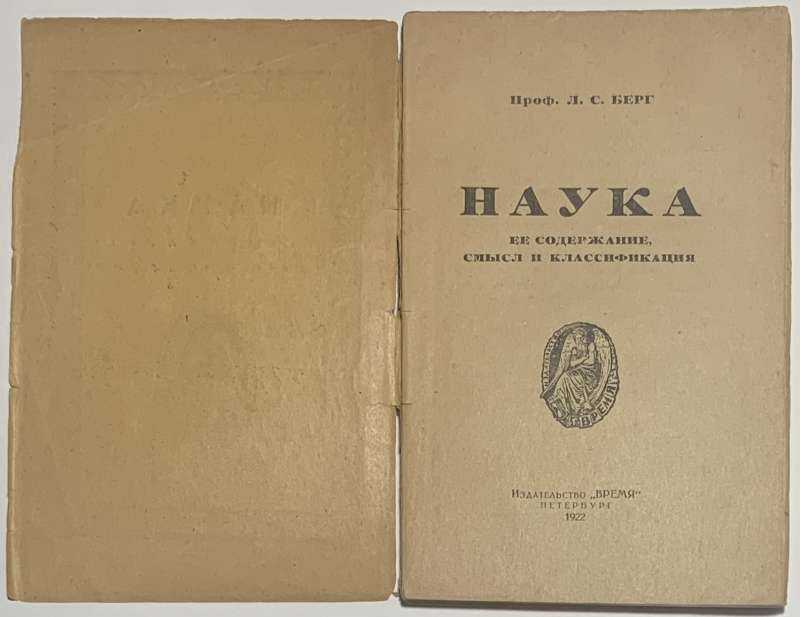 Проф. Л. С. БЕРГ
НАУКА
ЕЕ СОДЕРЖАНИЕ,
СМЫСЛ И КЛАССИФИКАЦИЯ
ВРЕМЯ
Издательство „ВРЕМЯ"
ПЕТЕРБУРГ
1922